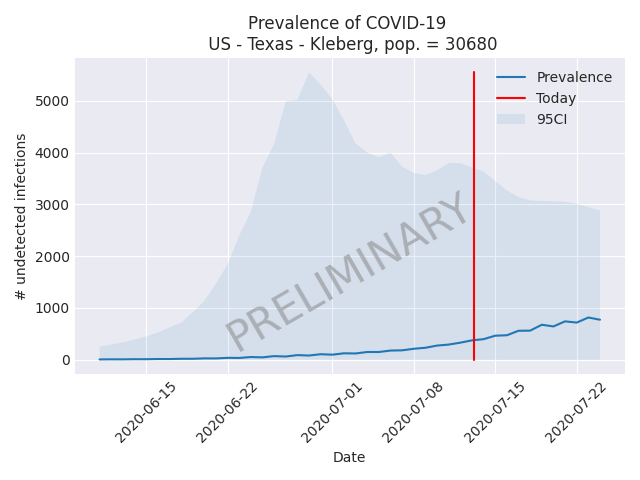 Prevalence of COVID-19
US - Texas - Kleberg, pop. = 30680
# undetected infections
5000
4000
3000
2000
1000
0
Prevalence
Today
95CI
PRELIMINARY
2020-06-15
2020-06-22
2020-07-01
2020-07-08
2020-07-15
2020-07-22
Date